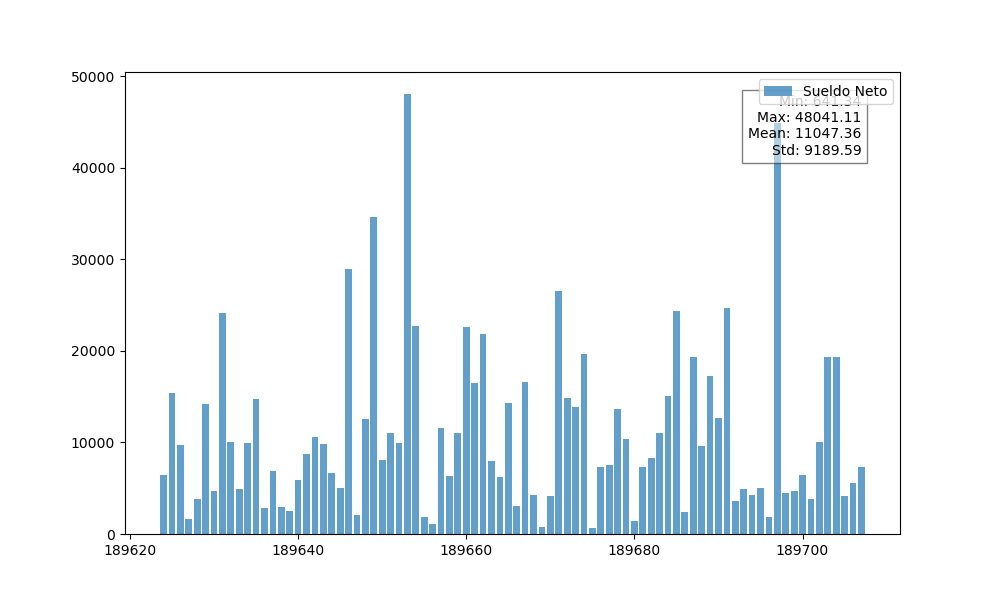 50000
40000
30000
20000
10000
0
189620
189640
189660
189680
189700
Sueldo Neto
Min: 641.34
Max: 48041.11
Mean: 11047.36
Std: 9189.59